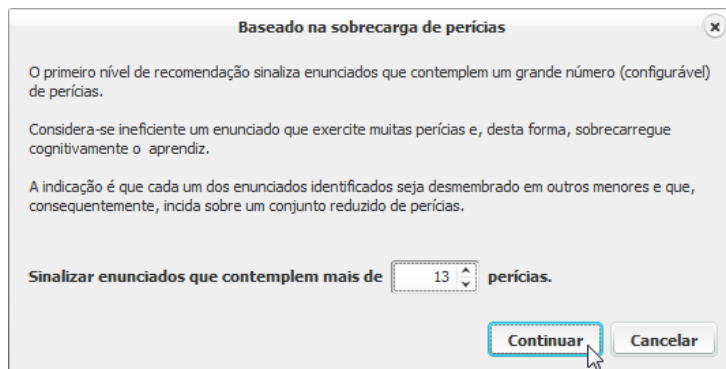 Baseado na sobrecarga de perícias
O primeiro nível de recomendação sinaliza enunciados que contemplem um grande número (configurável)
de perícias.
Considera-se ineficiente um enunciado que exercite muitas perícias e, desta forma, sobrecarregue
cognitivamente o aprendiz.
A indicação é que cada um dos enunciados identificados seja desmembrado em outros menores e que,
consequentemente, incida sobre um conjunto reduzido de perícias.
Sinalizar enunciados que contemplem mais de 13 perícias.
Continuar Cancelar